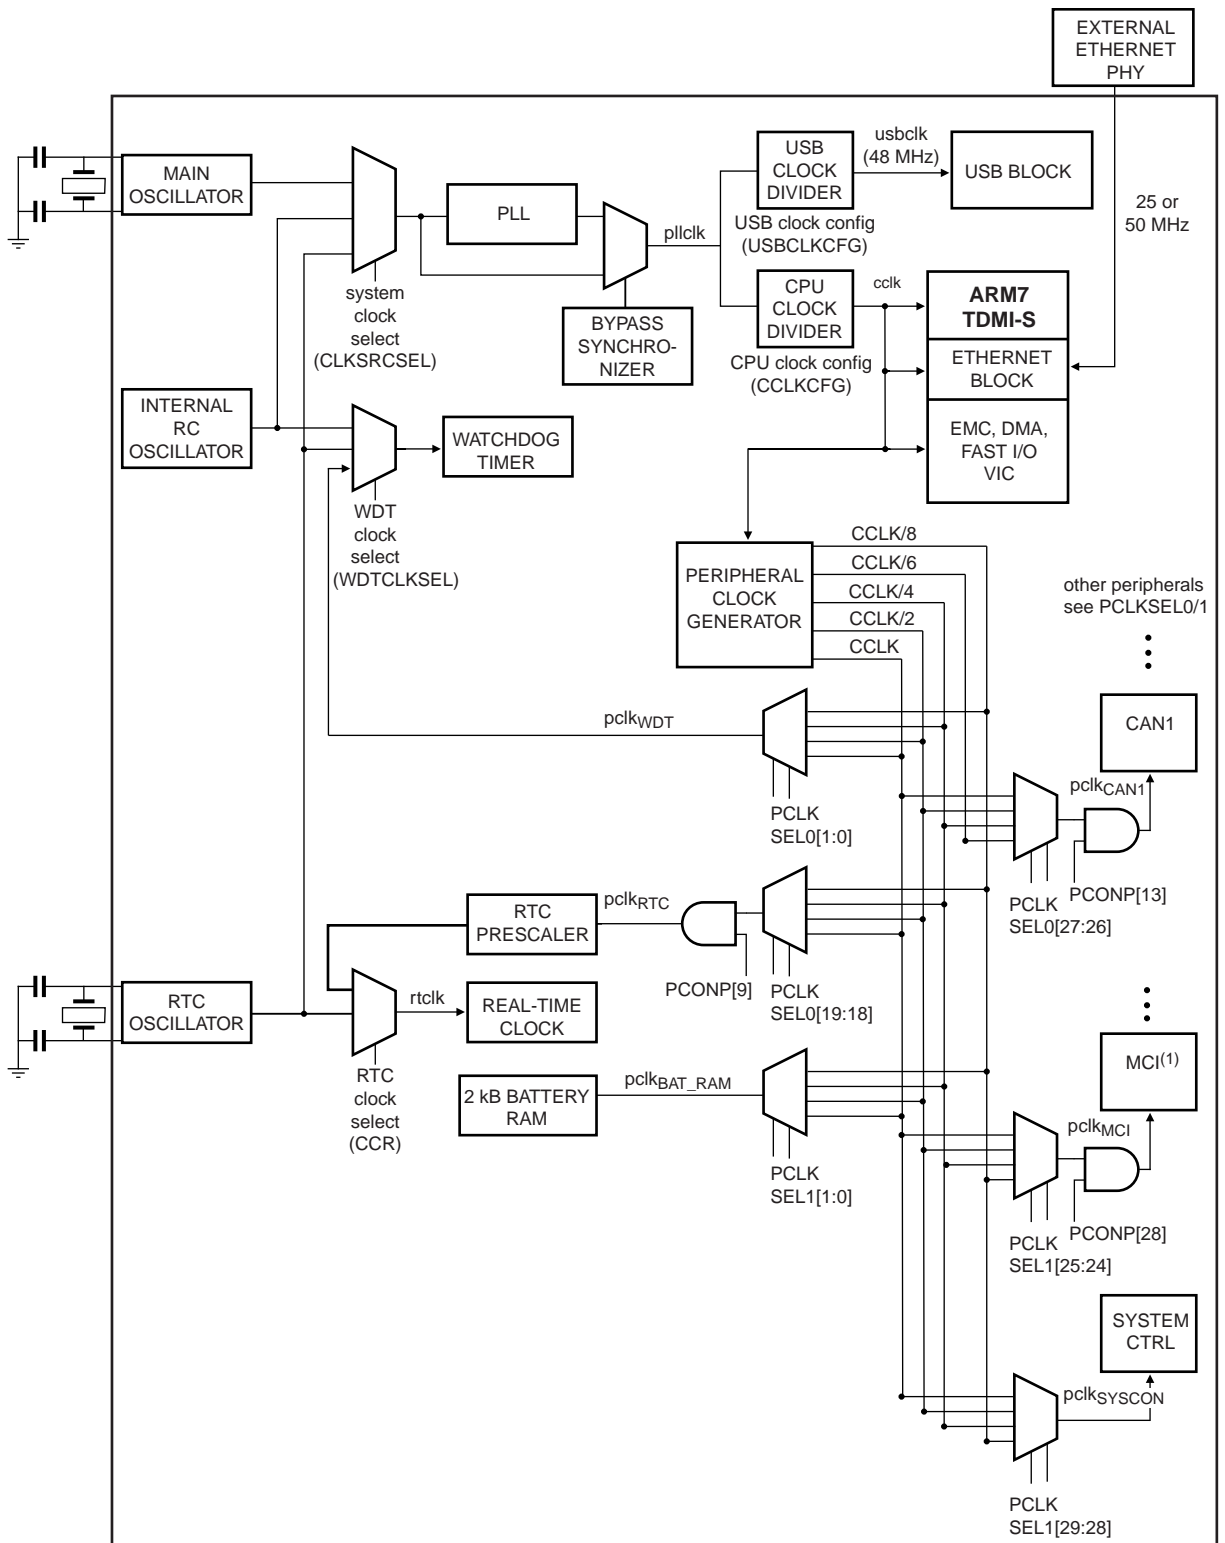 EXTERNAL
ETHERNET
PHY
25 or
50 MHz
MAIN
OSCILLATOR
system
clock
select
(CLKSRCSEL)
PLL
BYPASS
SYNCHRO-
NIZER
pllclk
USB
CLOCK
DIVIDER
USB clock config
(USBCLKCFG)
usbclk
(48 MHz)
USB BLOCK
CPU
CLOCK
DIVIDER
CPU clock config
(CCLKCFG)
cclk
ARM7
TDMI-S
ETHERNET
BLOCK
EMC, DMA,
FAST I/O
VIC
INTERNAL
RC
OSCILLATOR
WDT
clock
select
(WDTCLKSEL)
WATCHDOG
TIMER
PERIPHERAL
CLOCK
GENERATOR
CCLK/8
CCLK/6
CCLK/4
CCLK/2
CCLK
other peripherals
see PCLKSEL0/1
pclkWDT
PCLK
SEL0[1:0]
CAN1
pclkCAN1
PCONP[13]
PCLK
SEL0[27:26]
RTC
PRESCALER
pclkRTC
PCONP[9]
PCLK
SEL0[19:18]
RTC
OSCILLATOR
rtclk
REAL-TIME
CLOCK
RTC
clock
select
(CCR)
2 kB BATTERY
RAM
pclkBAT_RAM
PCLK
SEL1[1:0]
MCI(1)
pclkMCI
PCONP[28]
PCLK
SEL1[25:24]
SYSTEM
CTRL
pclkSYSCON
PCLK
SEL1[29:28]